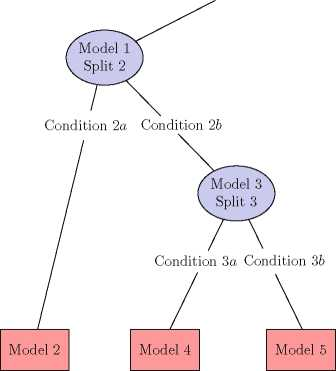 Model 1
Split 2
Condition 2a
Condition 2b
Model 3
Split 3
Condition 3a
Condition 3b
Model 2
Model 4
Model 5